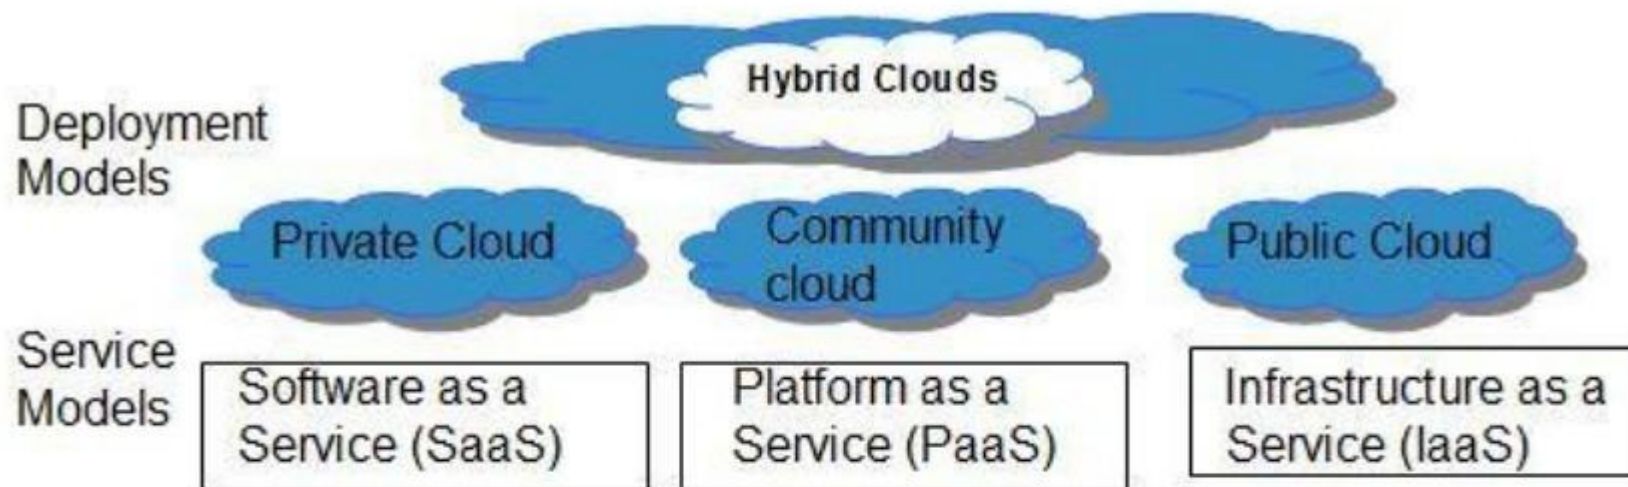 Hybrid Clouds
Deployment
Models
Private Cloud
Community
cloud
Public Cloud
Service
Models
Software as a
Service (SaaS)
Platform as a
Service (PaaS)
Infrastructure as a
Service (IaaS)